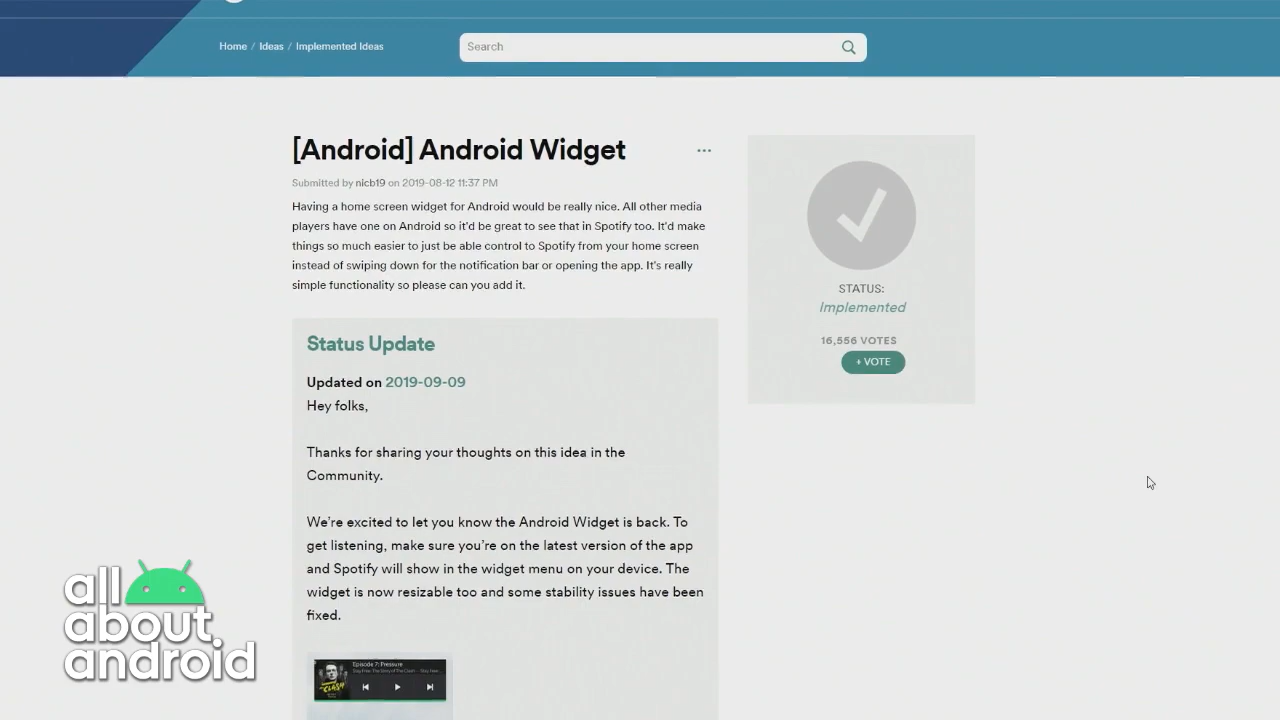 Home / Ideas / Implemented Ideas
Search
[Android] Android Widget
...
Submitted by nicb19 on 2019-08-12 11:37 PM
Having a home screen widget for Android would be really nice. All other media
players have one on Android so it'd be great to see that in Spotify too. It'd make
things so much easier to just be able control to Spotify from your home screen
instead of swiping down for the notification bar or opening the app. It's really
simple functionality so please can you add it.
STATUS:
Implemented
16,556 VOTES
+ VOTE
Status Update
Updated on 2019-09-09
Hey folks,
Thanks for sharing your thoughts on this idea in the
Community.
We're excited to let you know the Android Widget is back. To
get listening, make sure you're on the latest version of the app
and Spotify will show in the widget menu on your device. The
widget is now resizable too and some stability issues have been
fixed.
Episode 7: Pressure
all
about
android